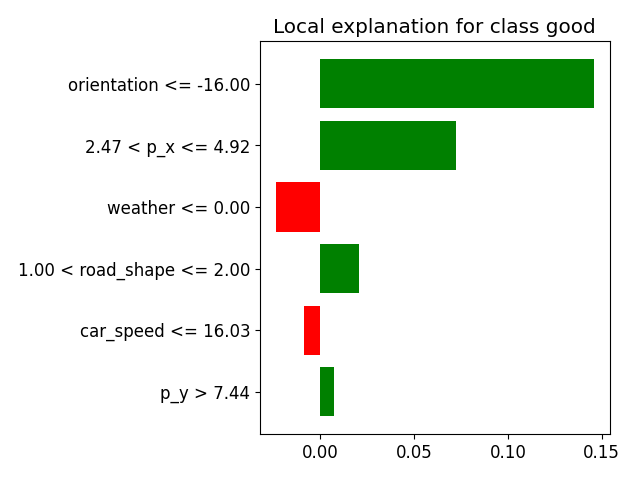 Local explanation for class good
orientation <= -16.00
2.47 < p_x <= 4.92
weather <= 0.00
1.00 < road_shape <= 2.00
car_speed <= 16.03
p_y > 7.44
0.00 0.05 0.10 0.15